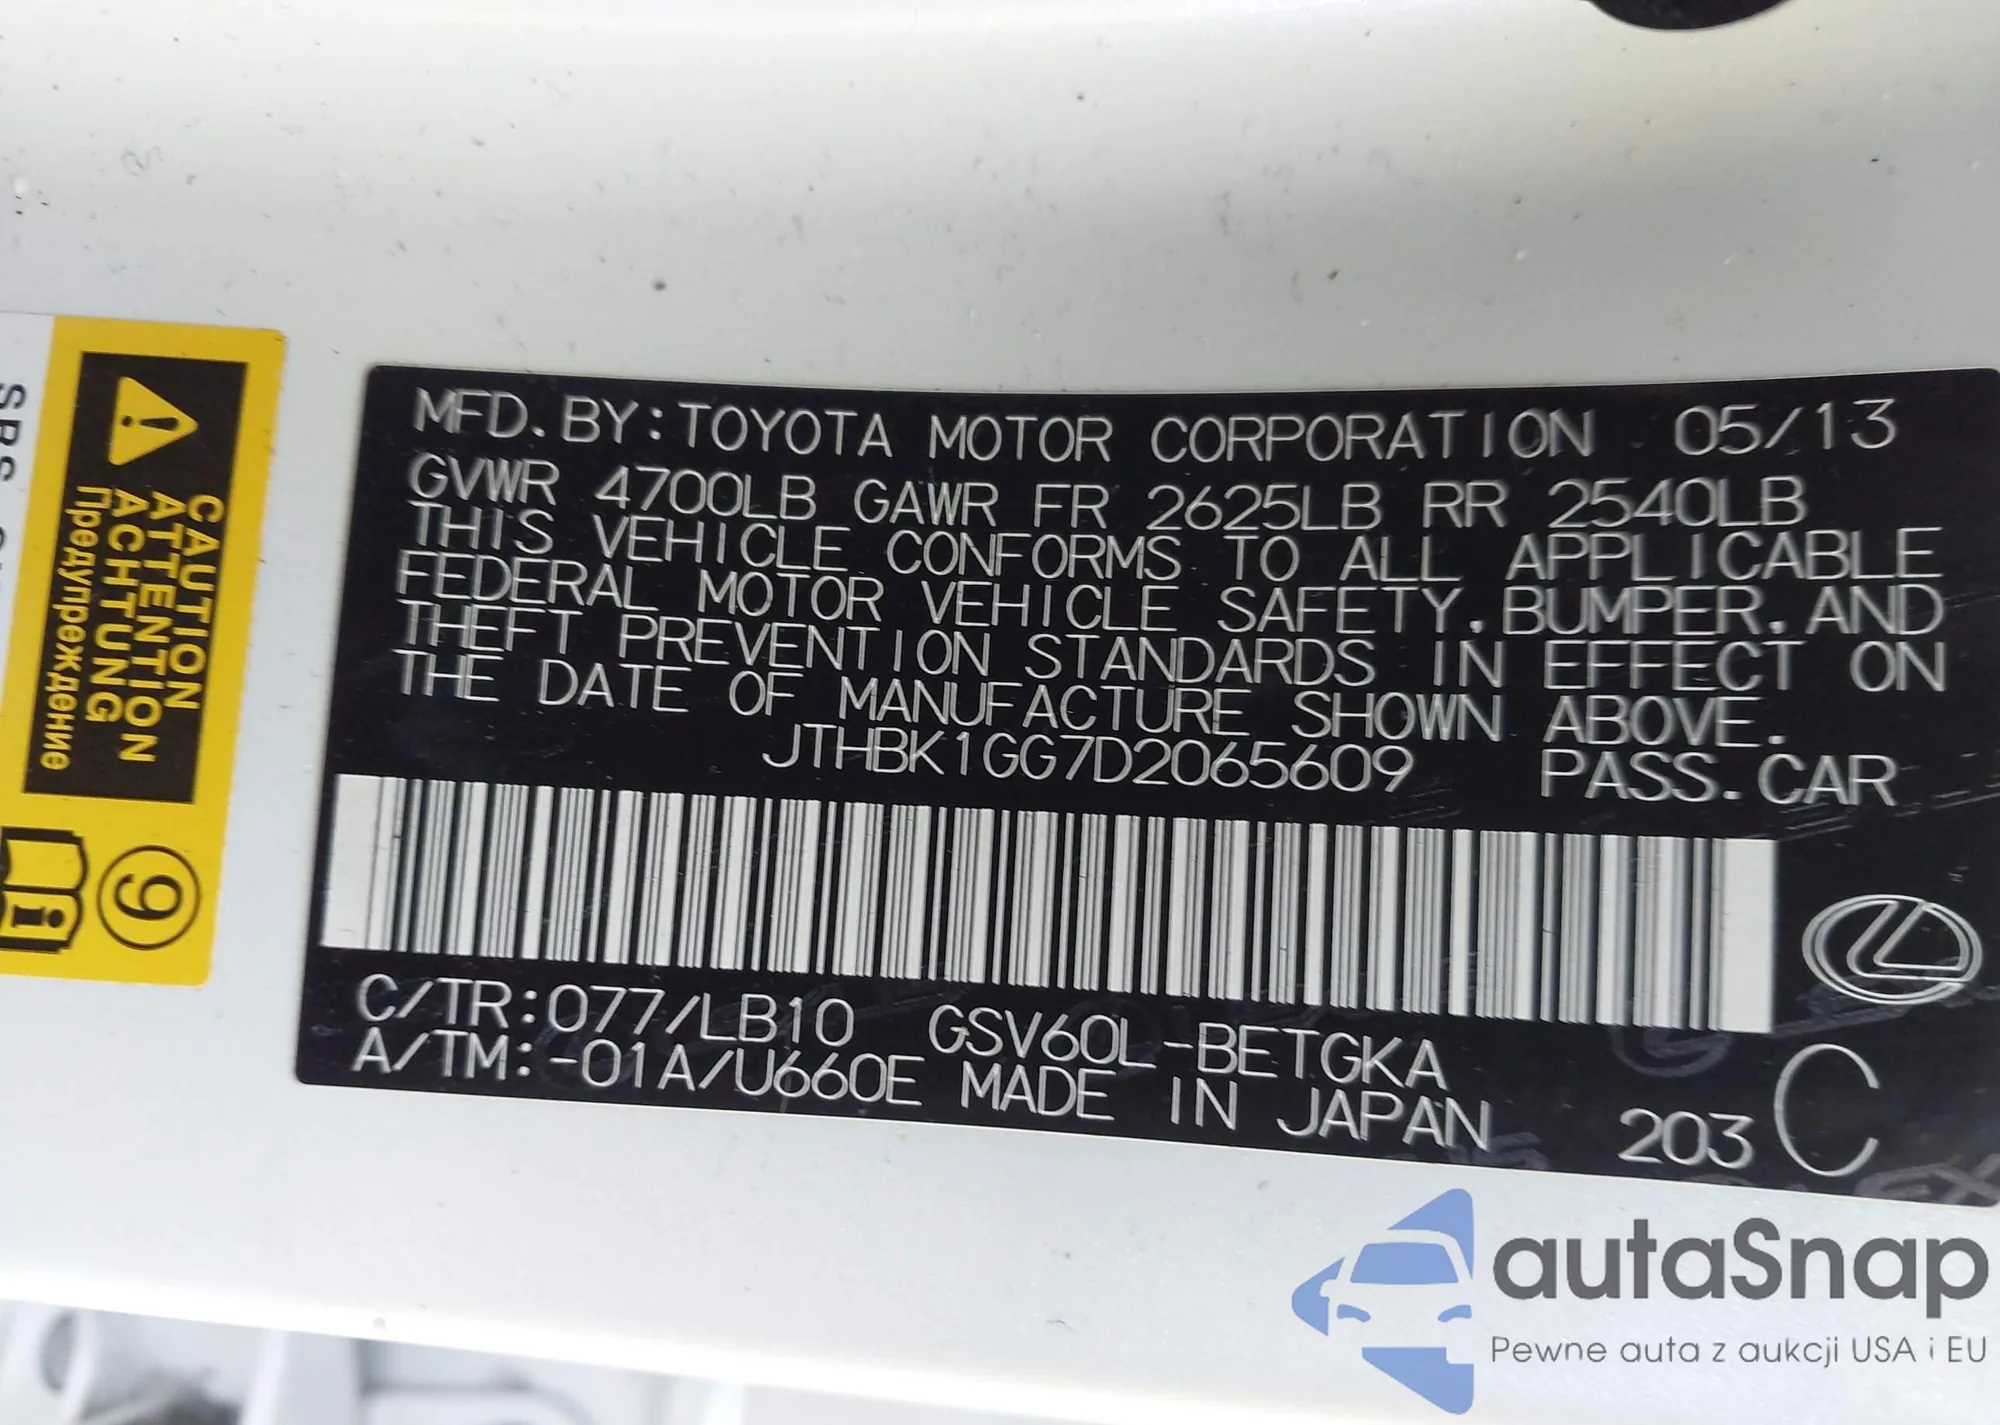 MFD. BY: TOYOTA MOTOR CORPORATION 05/13
GVWR 4700LB GAWR FR 2625LB RR 2540LB
THIS VEHICLE CONFORMS TO ALL APPLICABLE
FEDERAL MOTOR VEHICLE SAFETY, BUMPER, AND
THEFT PREVENTION STANDARDS IN EFFECT ON
THE DATE OF MANUFACTURE SHOWN ABOVE.
JTHBK1GG7D2065609 PASS. CAR
C/TR: 077/LB10 GSV60L-BETGKA
A/TM: -01A/U660E MADE IN JAPAN 203 C
CAUTION
ATTENTION
ACHTUNG
Предупреждение
9
i
autaSnap
Pewne auta z aukcji USA i EU